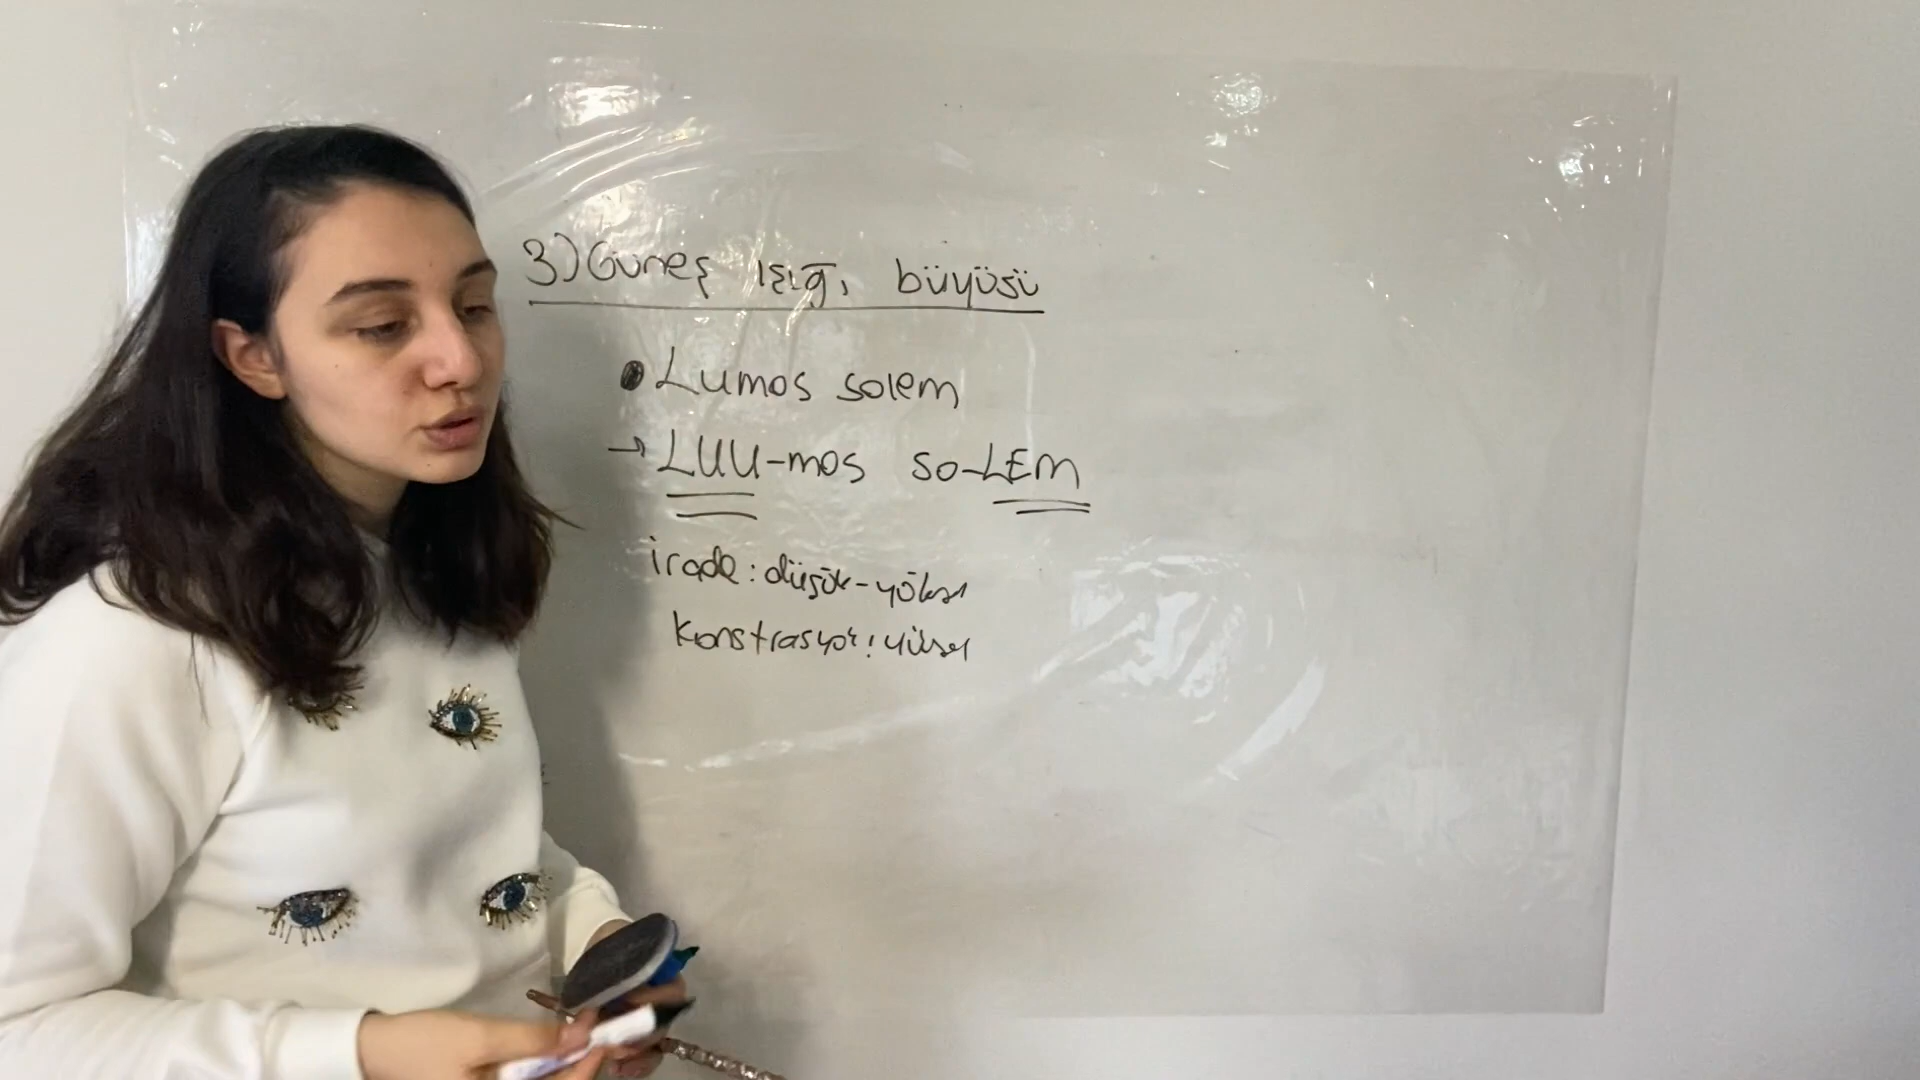 3) Güneş ışığı büyüsü
• Lumos solem
→ LUU-mos so-LEM
irade: düşük-yüksek
konstrasyon: yüksek